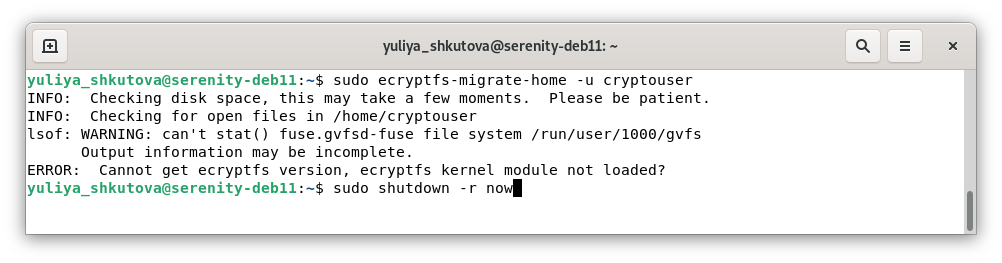 yuliya_shkutova@serenity-deb11: ~
yuliya_shkutova@serenity-deb11:~$ sudo ecryptfs-migrate-home -u cryptouser
INFO:  Checking disk space, this may take a few moments.  Please be patient.
INFO:  Checking for open files in /home/cryptouser
lsof: WARNING: can't stat() fuse.gvfsd-fuse file system /run/user/1000/gvfs
      Output information may be incomplete.
ERROR:  Cannot get ecryptfs version, ecryptfs kernel module not loaded?
yuliya_shkutova@serenity-deb11:~$ sudo shutdown -r now